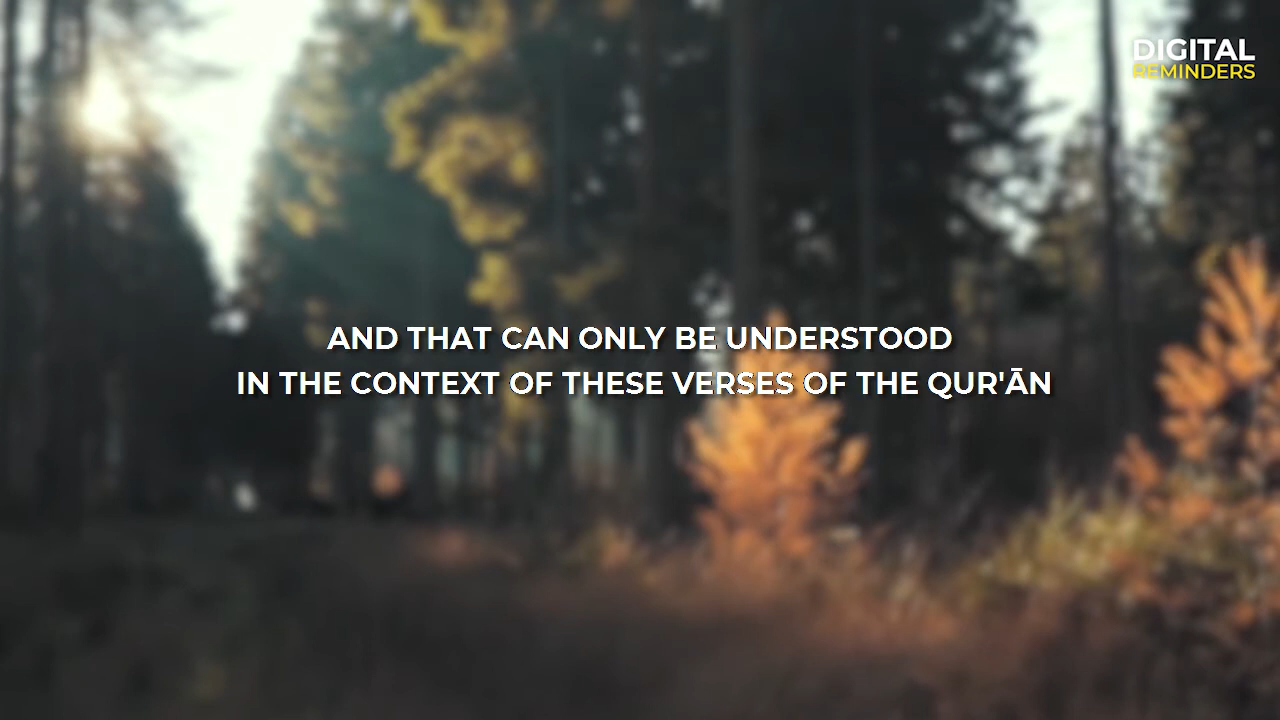 DIGITAL
REMINDERS
AND THAT CAN ONLY BE UNDERSTOOD
IN THE CONTEXT OF THESE VERSES OF THE QUR'ĀN